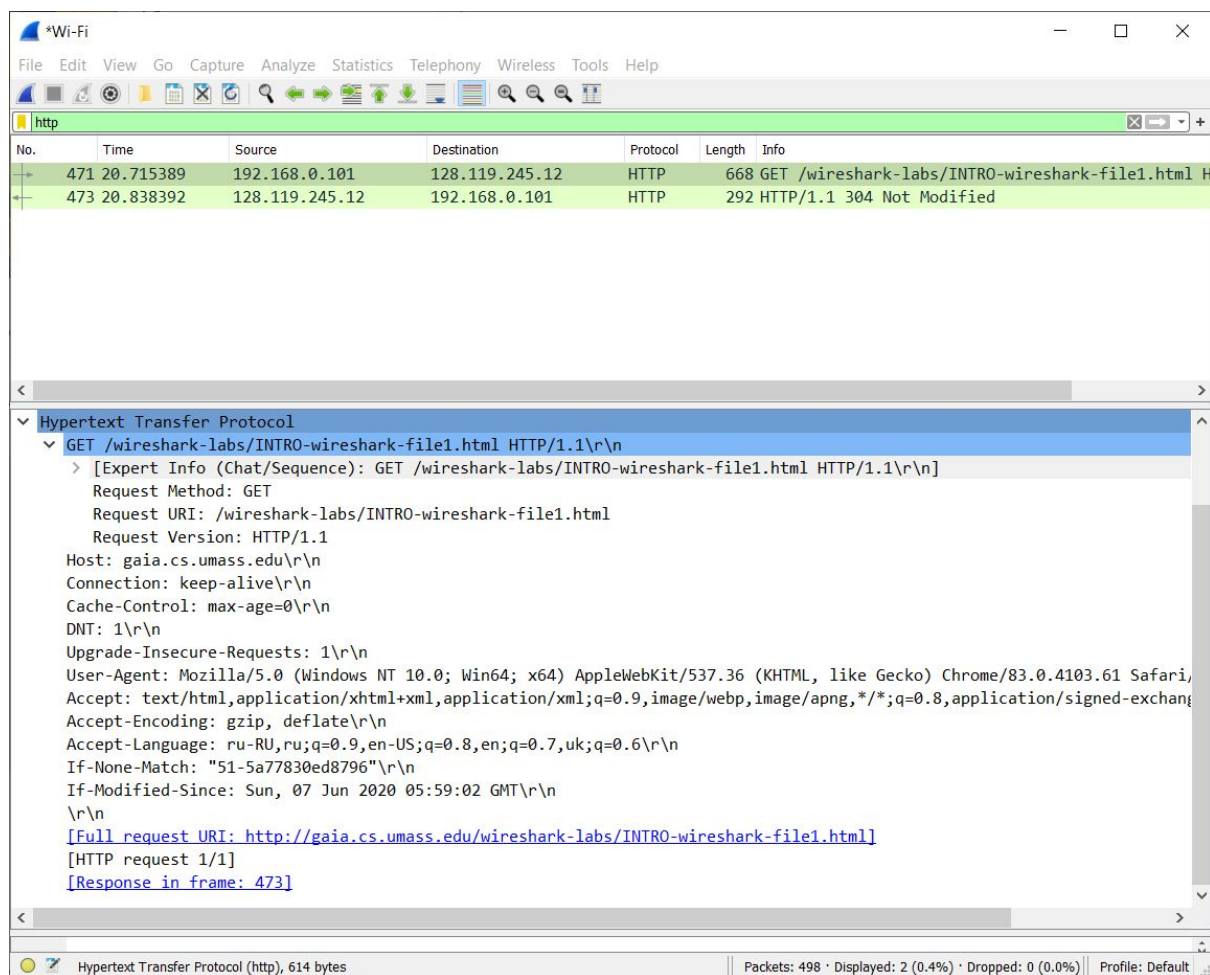 *Wi-Fi
File Edit View Go Capture Analyze Statistics Telephony Wireless Tools Help
http
No. Time Source Destination Protocol Length Info
471 20.715389 192.168.0.101 128.119.245.12 HTTP 668 GET /wireshark-labs/INTRO-wireshark-file1.html H
473 20.838392 128.119.245.12 192.168.0.101 HTTP 292 HTTP/1.1 304 Not Modified
Hypertext Transfer Protocol
GET /wireshark-labs/INTRO-wireshark-file1.html HTTP/1.1\r\n
[Expert Info (Chat/Sequence): GET /wireshark-labs/INTRO-wireshark-file1.html HTTP/1.1\r\n]
Request Method: GET
Request URI: /wireshark-labs/INTRO-wireshark-file1.html
Request Version: HTTP/1.1
Host: gaia.cs.umass.edu\r\n
Connection: keep-alive\r\n
Cache-Control: max-age=0\r\n
DNT: 1\r\n
Upgrade-Insecure-Requests: 1\r\n
User-Agent: Mozilla/5.0 (Windows NT 10.0; Win64; x64) AppleWebKit/537.36 (KHTML, like Gecko) Chrome/83.0.4103.61 Safari/
Accept: text/html,application/xhtml+xml,application/xml;q=0.9,image/webp,image/apng,*/*;q=0.8,application/signed-exchang
Accept-Encoding: gzip, deflate\r\n
Accept-Language: ru-RU,ru;q=0.9,en-US;q=0.8,en;q=0.7,uk;q=0.6\r\n
If-None-Match: "51-5a77830ed8796"\r\n
If-Modified-Since: Sun, 07 Jun 2020 05:59:02 GMT\r\n
\r\n
[Full request URI: http://gaia.cs.umass.edu/wireshark-labs/INTRO-wireshark-file1.html]
[HTTP request 1/1]
[Response in frame: 473]
Hypertext Transfer Protocol (http), 614 bytes Packets: 498 · Displayed: 2 (0.4%) · Dropped: 0 (0.0%) Profile: Default